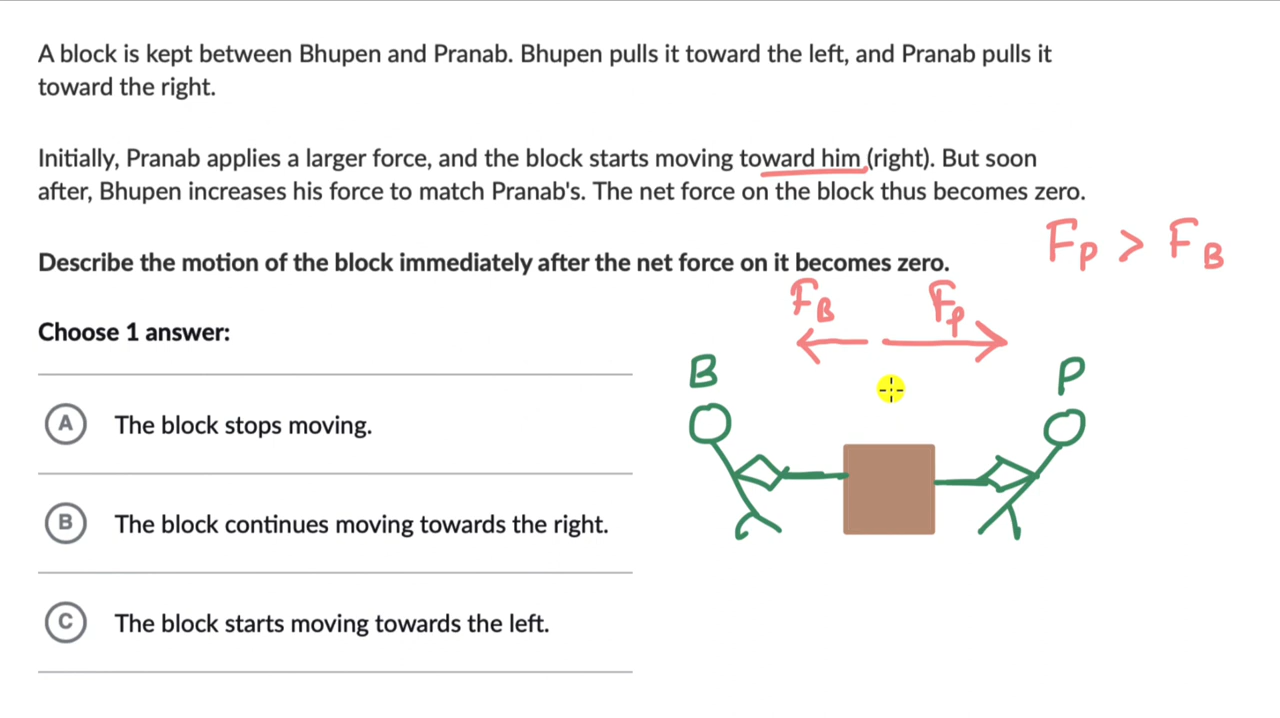 A block is kept between Bhupen and Pranab. Bhupen pulls it toward the left, and Pranab pulls it
toward the right.
Initially, Pranab applies a larger force, and the block starts moving toward him (right). But soon
after, Bhupen increases his force to match Pranab's. The net force on the block thus becomes zero.
F_P > F_B
Describe the motion of the block immediately after the net force on it becomes zero.
F_B F_P
Choose 1 answer:
B P
A The block stops moving.
B The block continues moving towards the right.
C The block starts moving towards the left.